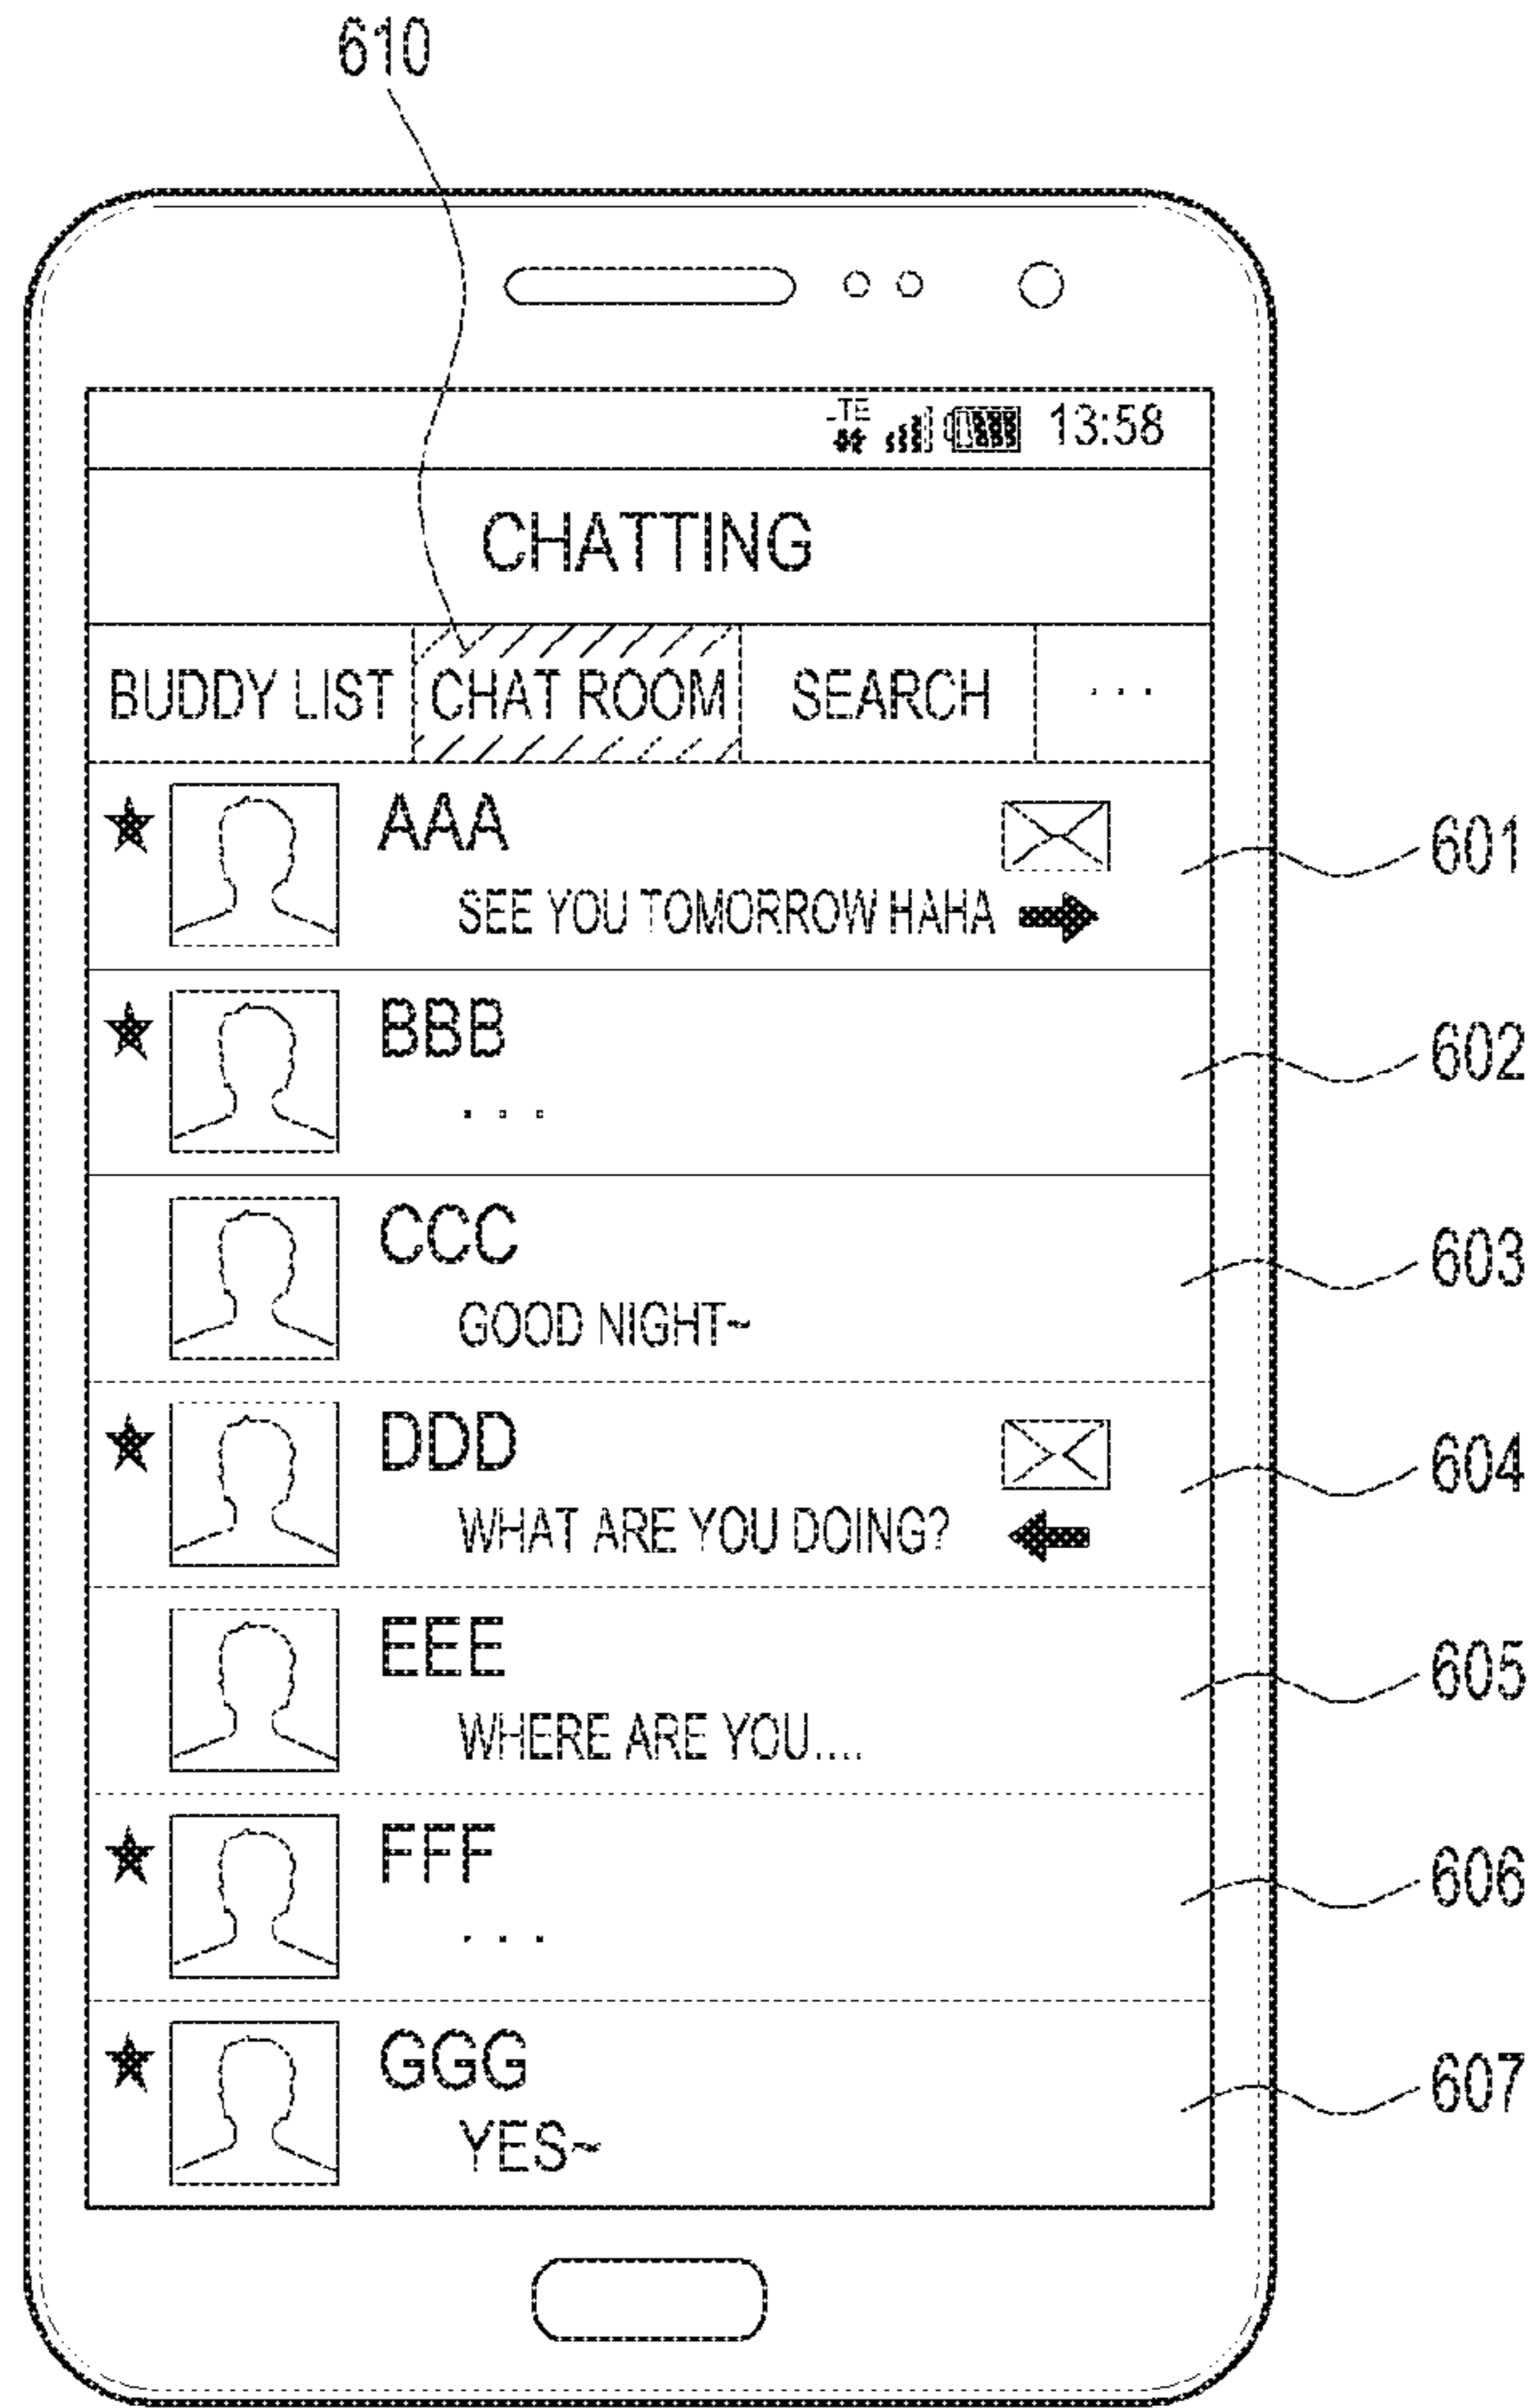 610
LTE 13:58
CHATTING
BUDDY LIST CHAT ROOM SEARCH ...
AAA
SEE YOU TOMORROW HAHA
601
BBB
...
602
CCC
GOOD NIGHT~
603
DDD
WHAT ARE YOU DOING?
604
EEE
WHERE ARE YOU....
605
FFF
...
606
GGG
YES~
607